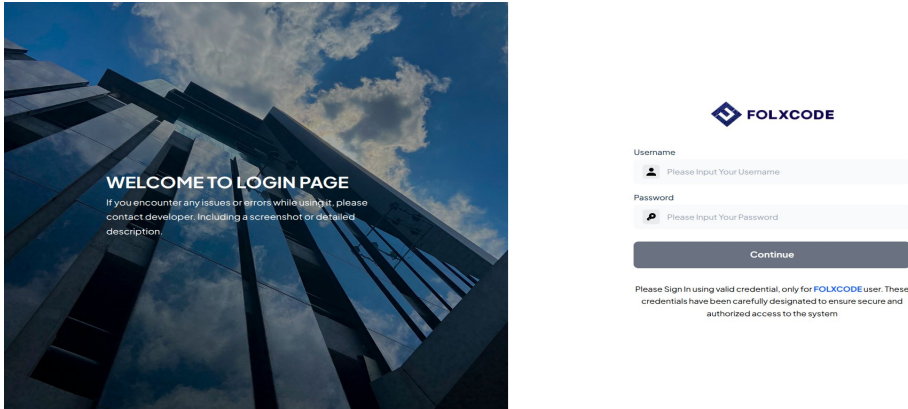 WELCOME TO LOGIN PAGE
If you encounter any issues or errors while using it, please
contact developer. Including a screenshot or detailed
description.
FOLXCODE
Username
Please Input Your Username
Password
Please Input Your Password
Continue
Please Sign In using valid credential, only for FOLXCODE user. These
credentials have been carefully designated to ensure secure and
authorized access to the system